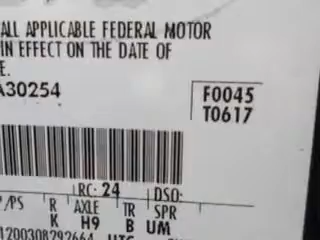 ALL APPLICABLE FEDERAL MOTOR
IN EFFECT ON THE DATE OF
E.
A30254
F0045
T0617
RC: 24 DSO:
/PS R AXLE TR SPR
K H9 B UM
1200308292664